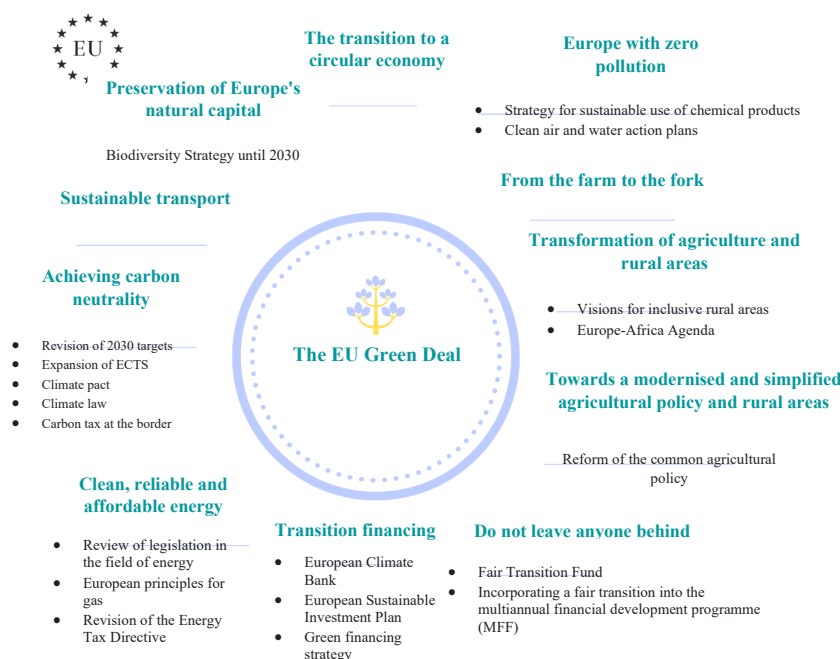 EU
The transition to a
circular economy
Europe with zero
pollution
● Strategy for sustainable use of chemical products
● Clean air and water action plans
Preservation of Europe's
natural capital
Biodiversity Strategy until 2030
From the farm to the fork
Sustainable transport
Transformation of agriculture and
rural areas
● Visions for inclusive rural areas
● Europe-Africa Agenda
Achieving carbon
neutrality
● Revision of 2030 targets
● Expansion of ECTS
● Climate pact
● Climate law
● Carbon tax at the border
The EU Green Deal
Towards a modernised and simplified
agricultural policy and rural areas
Reform of the common agricultural
policy
Clean, reliable and
affordable energy
● Review of legislation in
the field of energy
● European principles for
gas
● Revision of the Energy
Tax Directive
Transition financing
● European Climate
Bank
● European Sustainable
Investment Plan
● Green financing
strategy
Do not leave anyone behind
● Fair Transition Fund
● Incorporating a fair transition into the
multiannual financial development programme
(MFF)